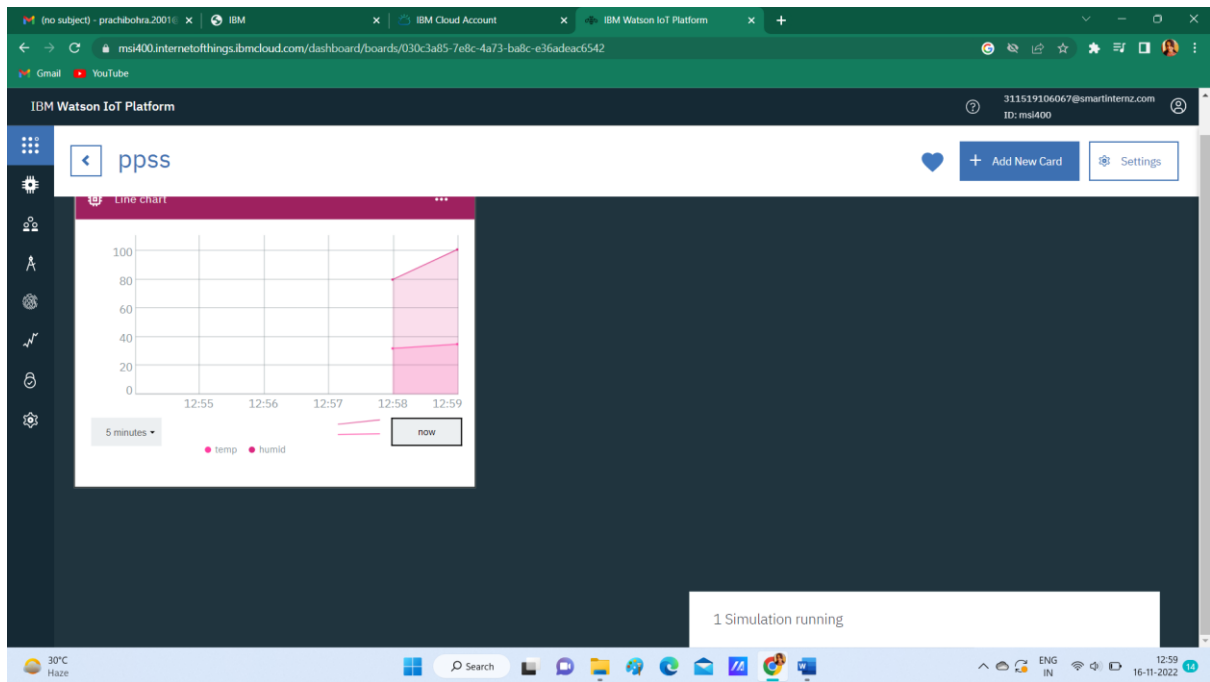 (no subject) - prachibohra.2001@
IBM
IBM Cloud Account
IBM Watson IoT Platform
msi400.internetofthings.ibmcloud.com/dashboard/boards/030c3a85-7e8c-4a73-ba8c-e36adeac6542
Gmail
YouTube
IBM Watson IoT Platform
311519106067@smartinternz.com
ID: msi400
ppss
Add New Card
Settings
Line chart
100
80
60
40
20
0
12:55 12:56 12:57 12:58 12:59
5 minutes
now
temp humid
1 Simulation running
30°C
Haze
Search
ENG
IN
12:59
16-11-2022
14